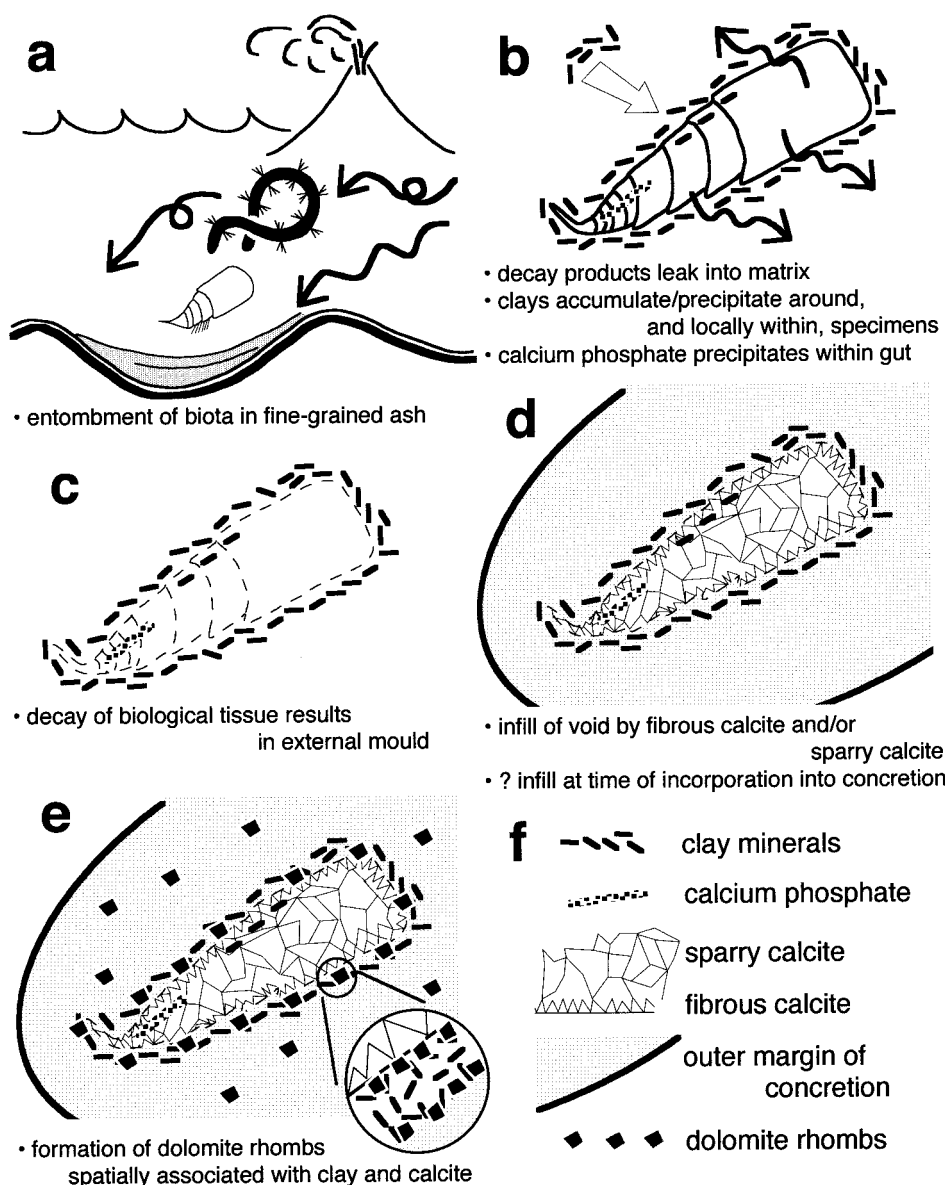 a
• entombment of biota in fine-grained ash
b
• decay products leak into matrix
• clays accumulate/precipitate around,
and locally within, specimens
• calcium phosphate precipitates within gut
c
• decay of biological tissue results
in external mould
d
• infill of void by fibrous calcite and/or
sparry calcite
• ? infill at time of incorporation into concretion
e
• formation of dolomite rhombs
spatially associated with clay and calcite
f
clay minerals
calcium phosphate
sparry calcite
fibrous calcite
outer margin of
concretion
dolomite rhombs